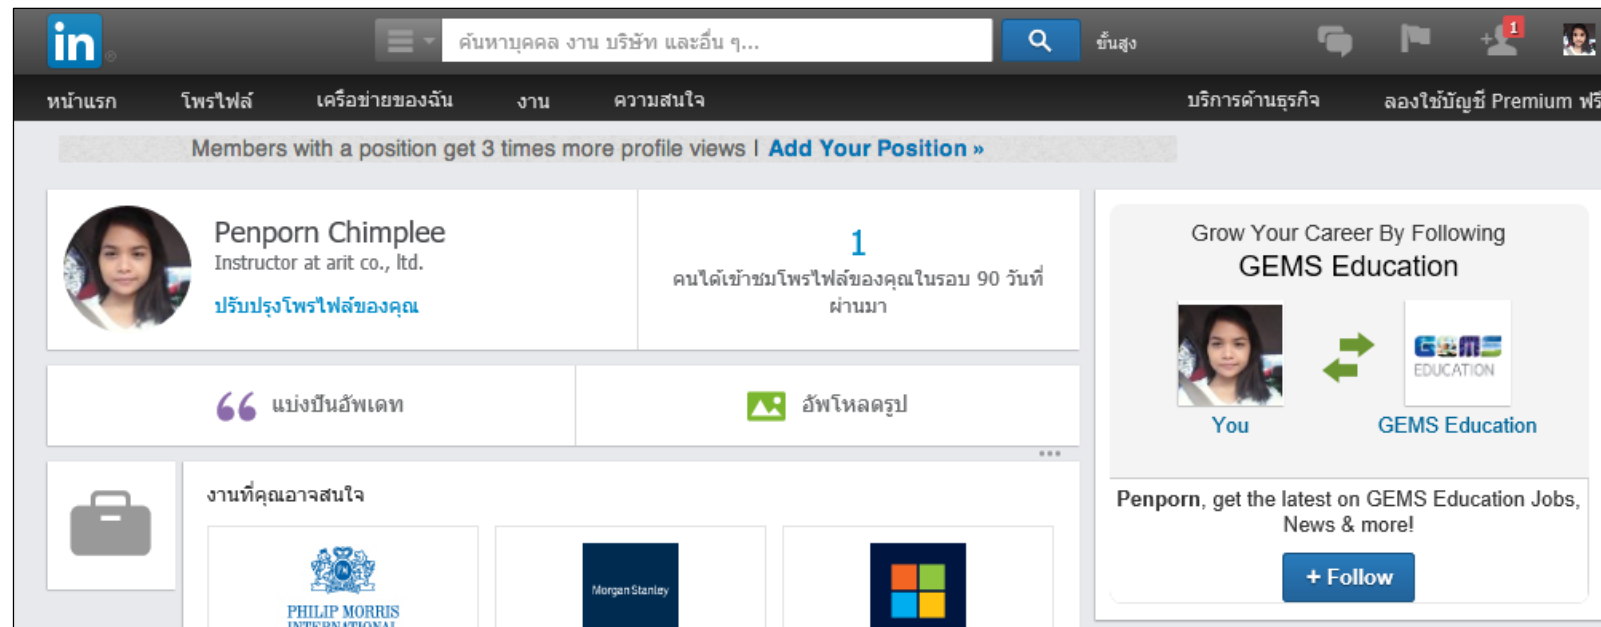 in
ค้นหาบุคคล งาน บริษัท และอื่น ๆ...
ขั้นสูง
1
หน้าแรก โพรไฟล์ เครือข่ายของฉัน งาน ความสนใจ บริการด้านธุรกิจ ลองใช้บัญชี Premium ฟรี
Members with a position get 3 times more profile views | Add Your Position »
Penporn Chimplee
Instructor at arit co., ltd.
ปรับปรุงโพรไฟล์ของคุณ
1
คนได้เข้าชมโพรไฟล์ของคุณในรอบ 90 วันที่
ผ่านมา
แบ่งปันอัพเดท
อัพโหลดรูป
งานที่คุณอาจสนใจ
PHILIP MORRIS
INTERNATIONAL
Morgan Stanley
Grow Your Career By Following
GEMS Education
GEMS
EDUCATION
You
GEMS Education
Penporn, get the latest on GEMS Education Jobs,
News & more!
+ Follow